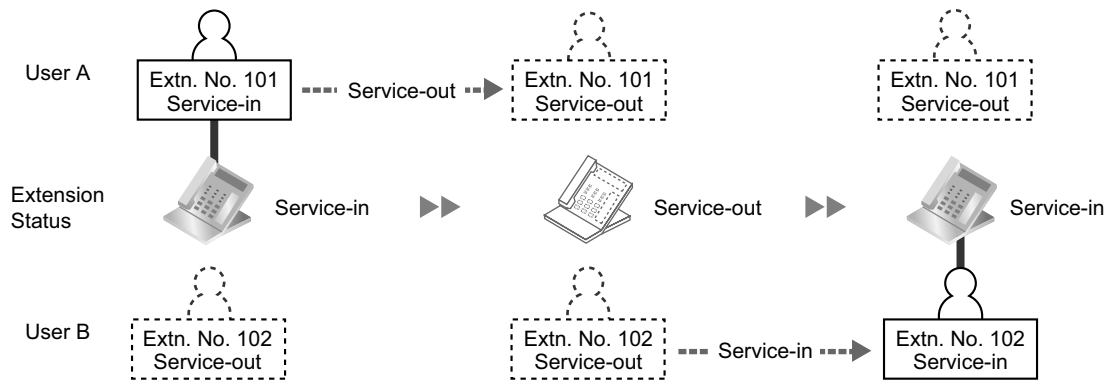 User A
Extn. No. 101
Service-in
Service-out
Extn. No. 101
Service-out
Extn. No. 101
Service-out
Extension
Status
Service-in
Service-out
Service-in
User B
Extn. No. 102
Service-out
Extn. No. 102
Service-out
Service-in
Extn. No. 102
Service-in